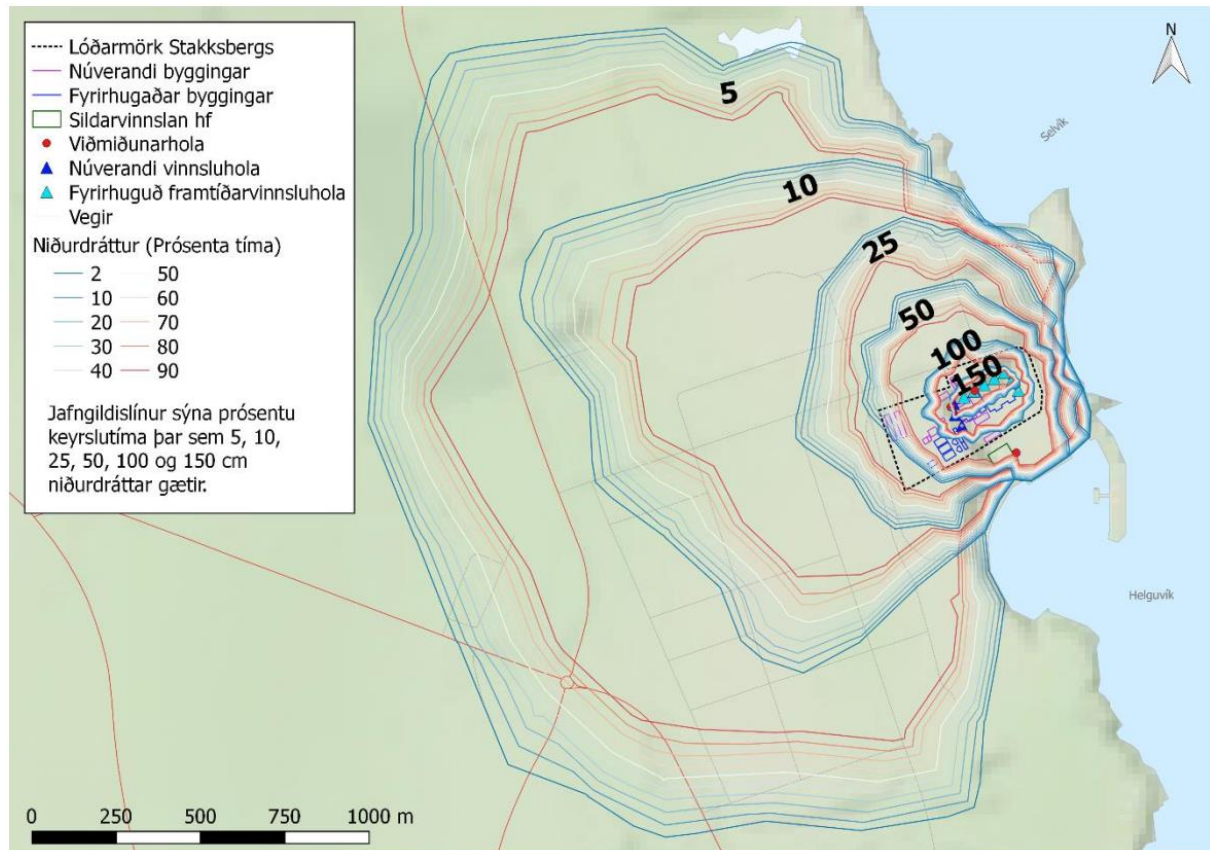 Lóðarmörk Stakksbergs
Núverandi byggingar
Fyrirhugaðar byggingar
Sildarvinnslan hf
Viðmiðunarhola
Núverandi vinnsluhola
Fyrirhuguð framtíðarvinnsluhola
Vegir
Niðurdráttur (Prósenta tíma)
2 50
10 60
20 70
30 80
40 90
Jafngildislínur sýna prósentu
keyrslutíma þar sem 5, 10,
25, 50, 100 og 150 cm
niðurdráttar gætir.
N
Selvík
5
10
25
50
100
150
Helguvík
0 250 500 750 1000 m